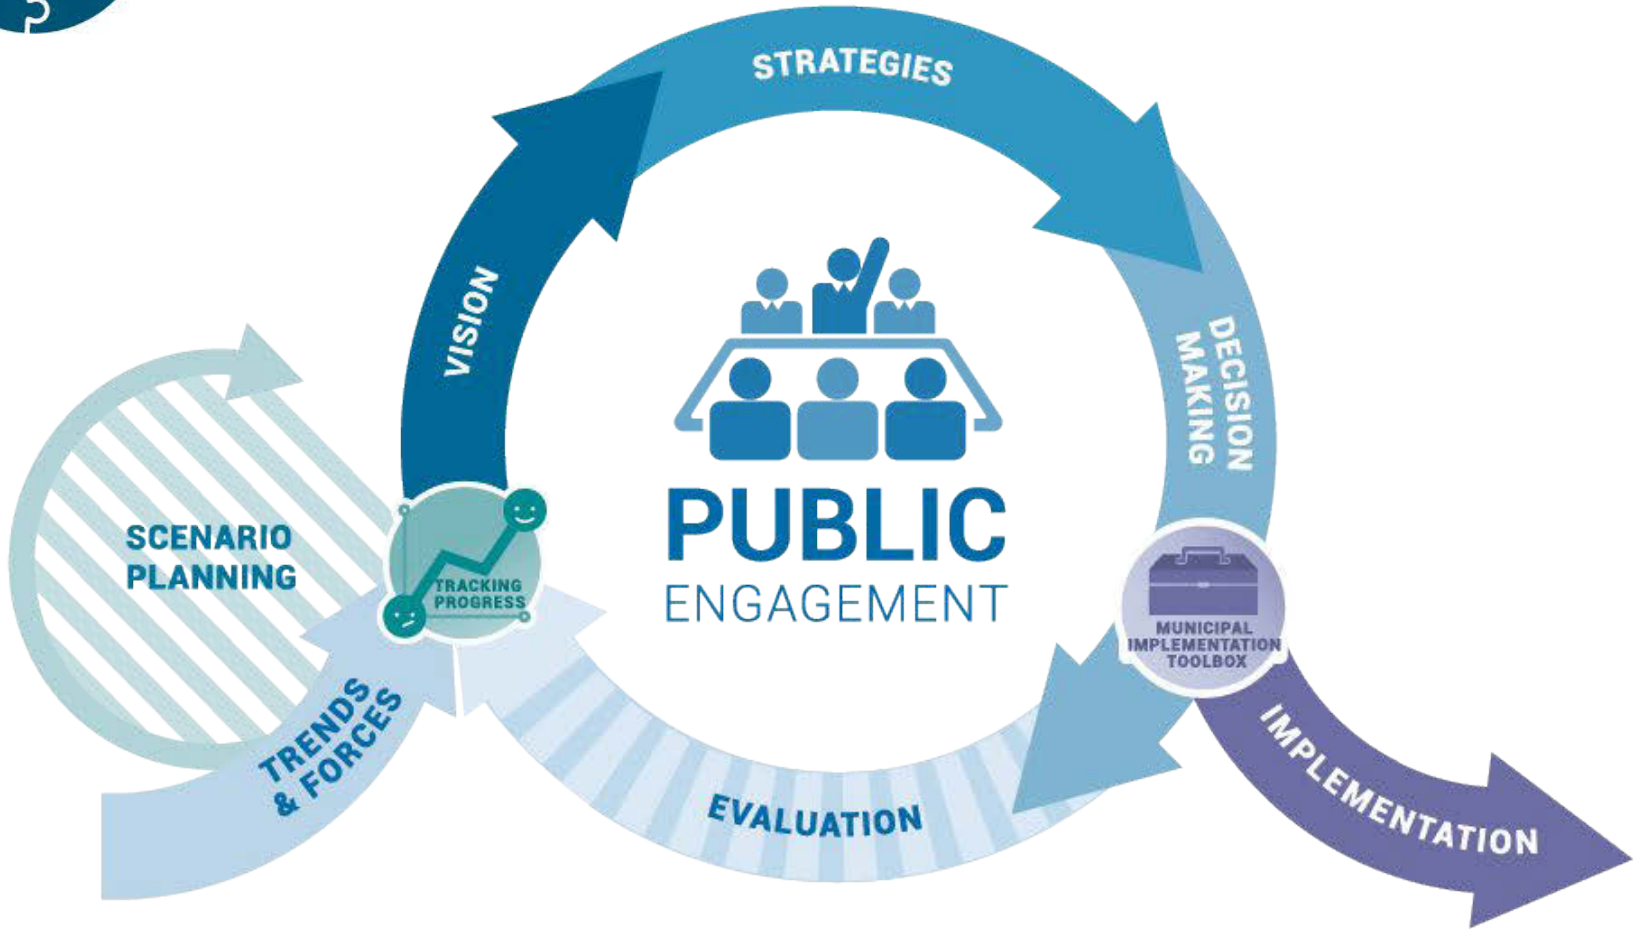 STRATEGIES
VISION
DECISION
MAKING
SCENARIO
PLANNING
TRACKING
PROGRESS
PUBLIC
ENGAGEMENT
MUNICIPAL
IMPLEMENTATION
TOOLBOX
TRENDS
& FORCES
EVALUATION
IMPLEMENTATION